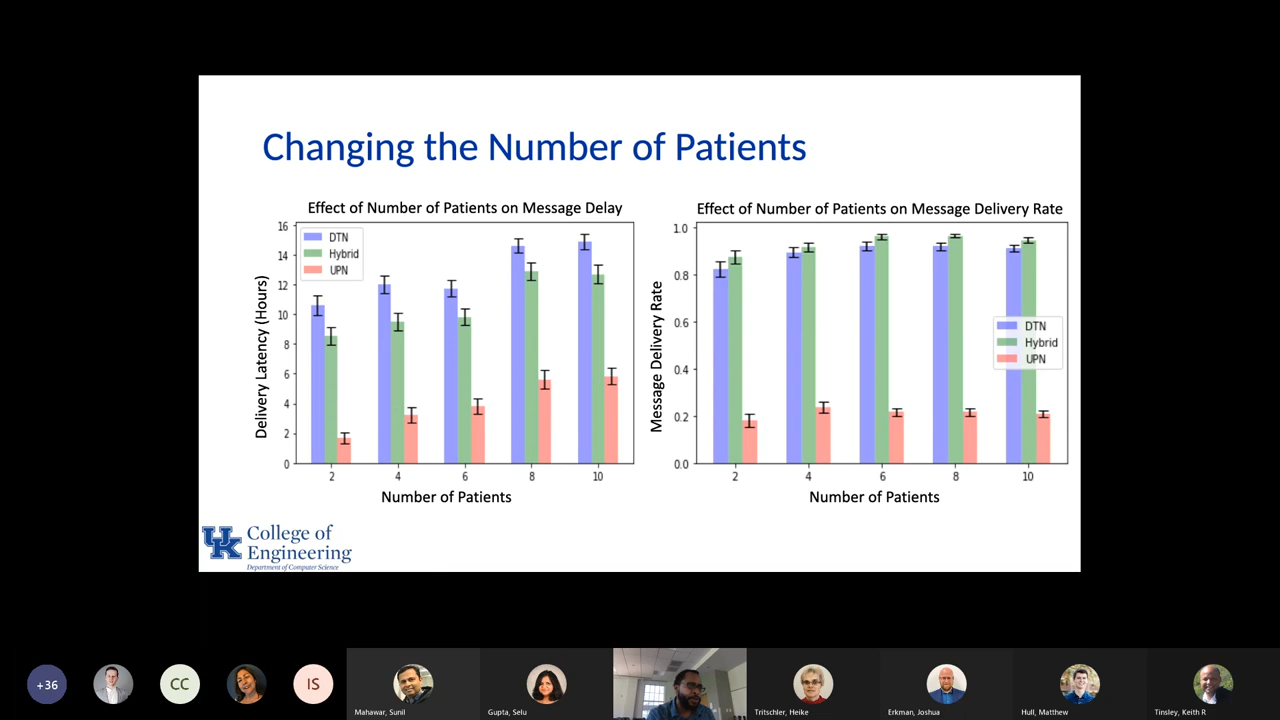 Changing the Number of Patients
Effect of Number of Patients on Message Delay
16
14
12
10
8
6
4
2
0
Delivery Latency (Hours)
DTN
Hybrid
UPN
2 4 6 8 10
Number of Patients
Effect of Number of Patients on Message Delivery Rate
1.0
0.8
0.6
0.4
0.2
0.0
Message Delivery Rate
DTN
Hybrid
UPN
2 4 6 8 10
Number of Patients
UK
College of
Engineering
Department of Computer Science
+36
CC
IS
Mahawar, Sunil
Gupta, Selu
Tritschler, Heike
Erkman, Joshua
Hull, Matthew
Tinsley, Keith R